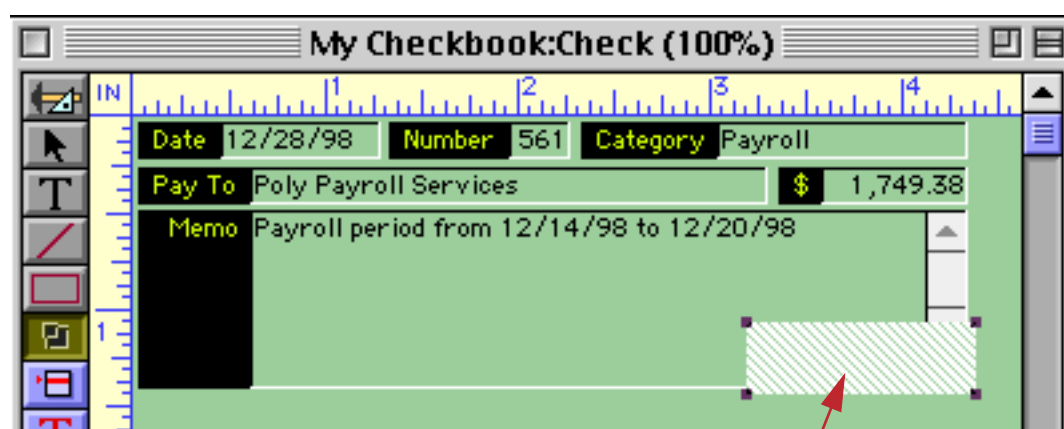 My Checkbook:Check (100%)
IN 1 2 3 4
Date 12/28/98 Number 561 Category Payroll
T Pay To Poly Payroll Services $ 1,749.38
Memo Payroll period from 12/14/98 to 12/20/98
1
T